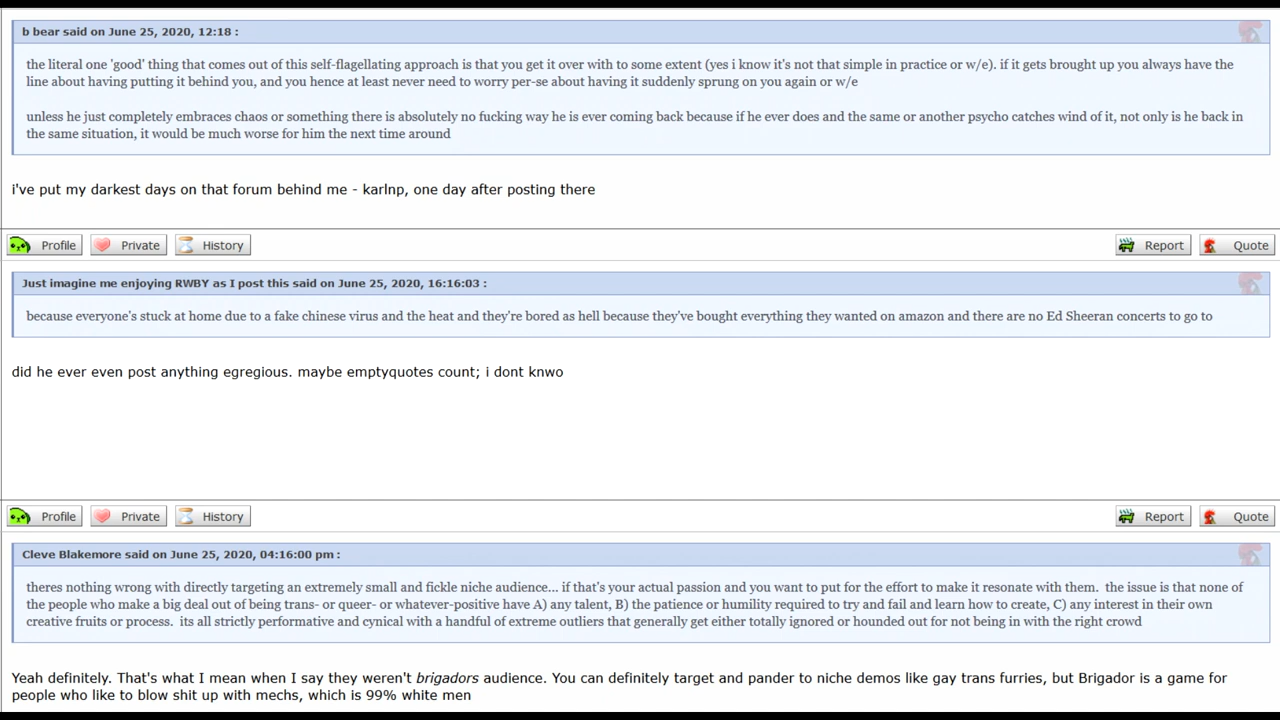 b bear said on June 25, 2020, 12:18 :
the literal one 'good' thing that comes out of this self-flagellating approach is that you get it over with to some extent (yes i know it's not that simple in practice or w/e). if it gets brought up you always have the
line about having putting it behind you, and you hence at least never need to worry per-se about having it suddenly sprung on you again or w/e
unless he just completely embraces chaos or something there is absolutely no fucking way he is ever coming back because if he ever does and the same or another psycho catches wind of it, not only is he back in
the same situation, it would be much worse for him the next time around
i've put my darkest days on that forum behind me - karlnp, one day after posting there
Profile Private History Report Quote
Just imagine me enjoying RWBY as I post this said on June 25, 2020, 16:16:03 :
because everyone's stuck at home due to a fake chinese virus and the heat and they're bored as hell because they've bought everything they wanted on amazon and there are no Ed Sheeran concerts to go to
did he ever even post anything egregious. maybe emptyquotes count; i dont knwo
Profile Private History Report Quote
Cleve Blakemore said on June 25, 2020, 04:16:00 pm :
theres nothing wrong with directly targeting an extremely small and fickle niche audience... if that's your actual passion and you want to put for the effort to make it resonate with them.  the issue is that none of
the people who make a big deal out of being trans- or queer- or whatever-positive have A) any talent, B) the patience or humility required to try and fail and learn how to create, C) any interest in their own
creative fruits or process.  its all strictly performative and cynical with a handful of extreme outliers that generally get either totally ignored or hounded out for not being in with the right crowd
Yeah definitely. That's what I mean when I say they weren't brigadors audience. You can definitely target and pander to niche demos like gay trans furries, but Brigador is a game for
people who like to blow shit up with mechs, which is 99% white men